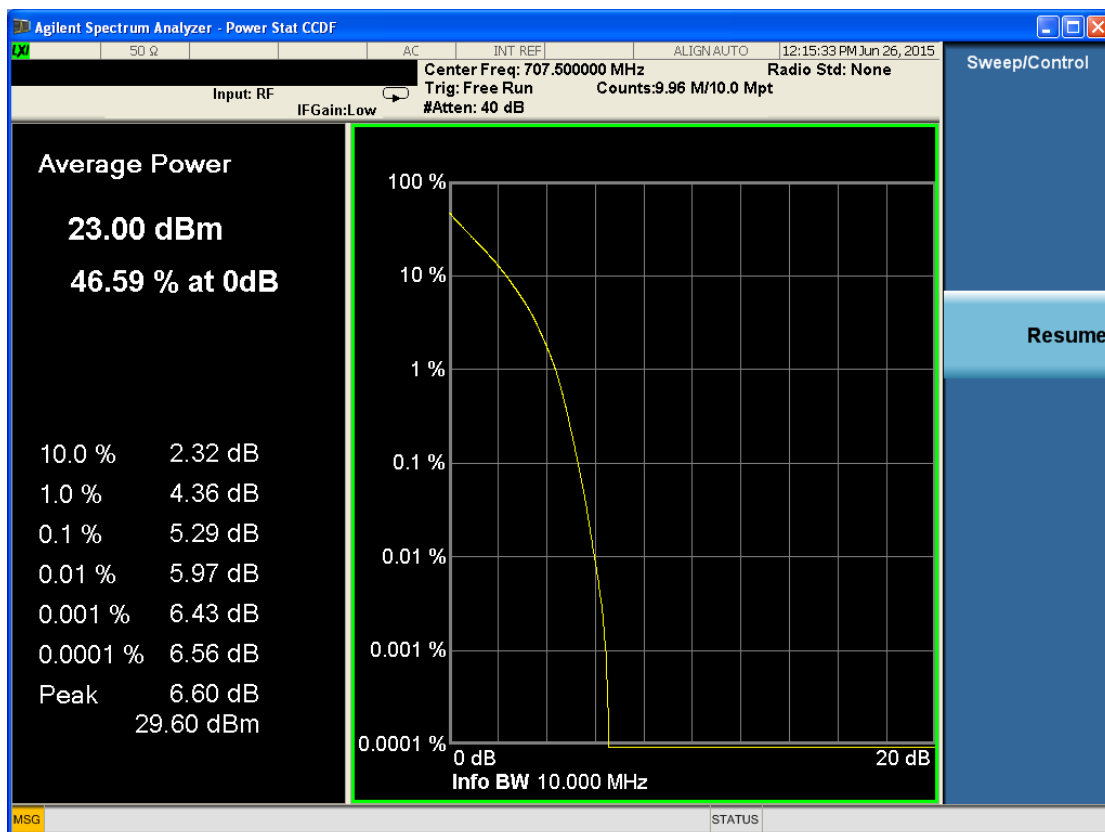 Agilent Spectrum Analyzer - Power Stat CCDF
LXI 50 Ω AC INT REF ALIGN AUTO 12:15:33 PM Jun 26, 2015
Center Freq: 707.500000 MHz Radio Std: None
Input: RF Trig: Free Run Counts:9.96 M/10.0 Mpt
IFGain:Low #Atten: 40 dB
Sweep/Control
Resume
Average Power
23.00 dBm
46.59 % at 0dB
10.0 % 2.32 dB
1.0 % 4.36 dB
0.1 % 5.29 dB
0.01 % 5.97 dB
0.001 % 6.43 dB
0.0001 % 6.56 dB
Peak 6.60 dB
29.60 dBm
100 %
10 %
1 %
0.1 %
0.01 %
0.001 %
0.0001 %
0 dB 20 dB
Info BW 10.000 MHz
MSG STATUS